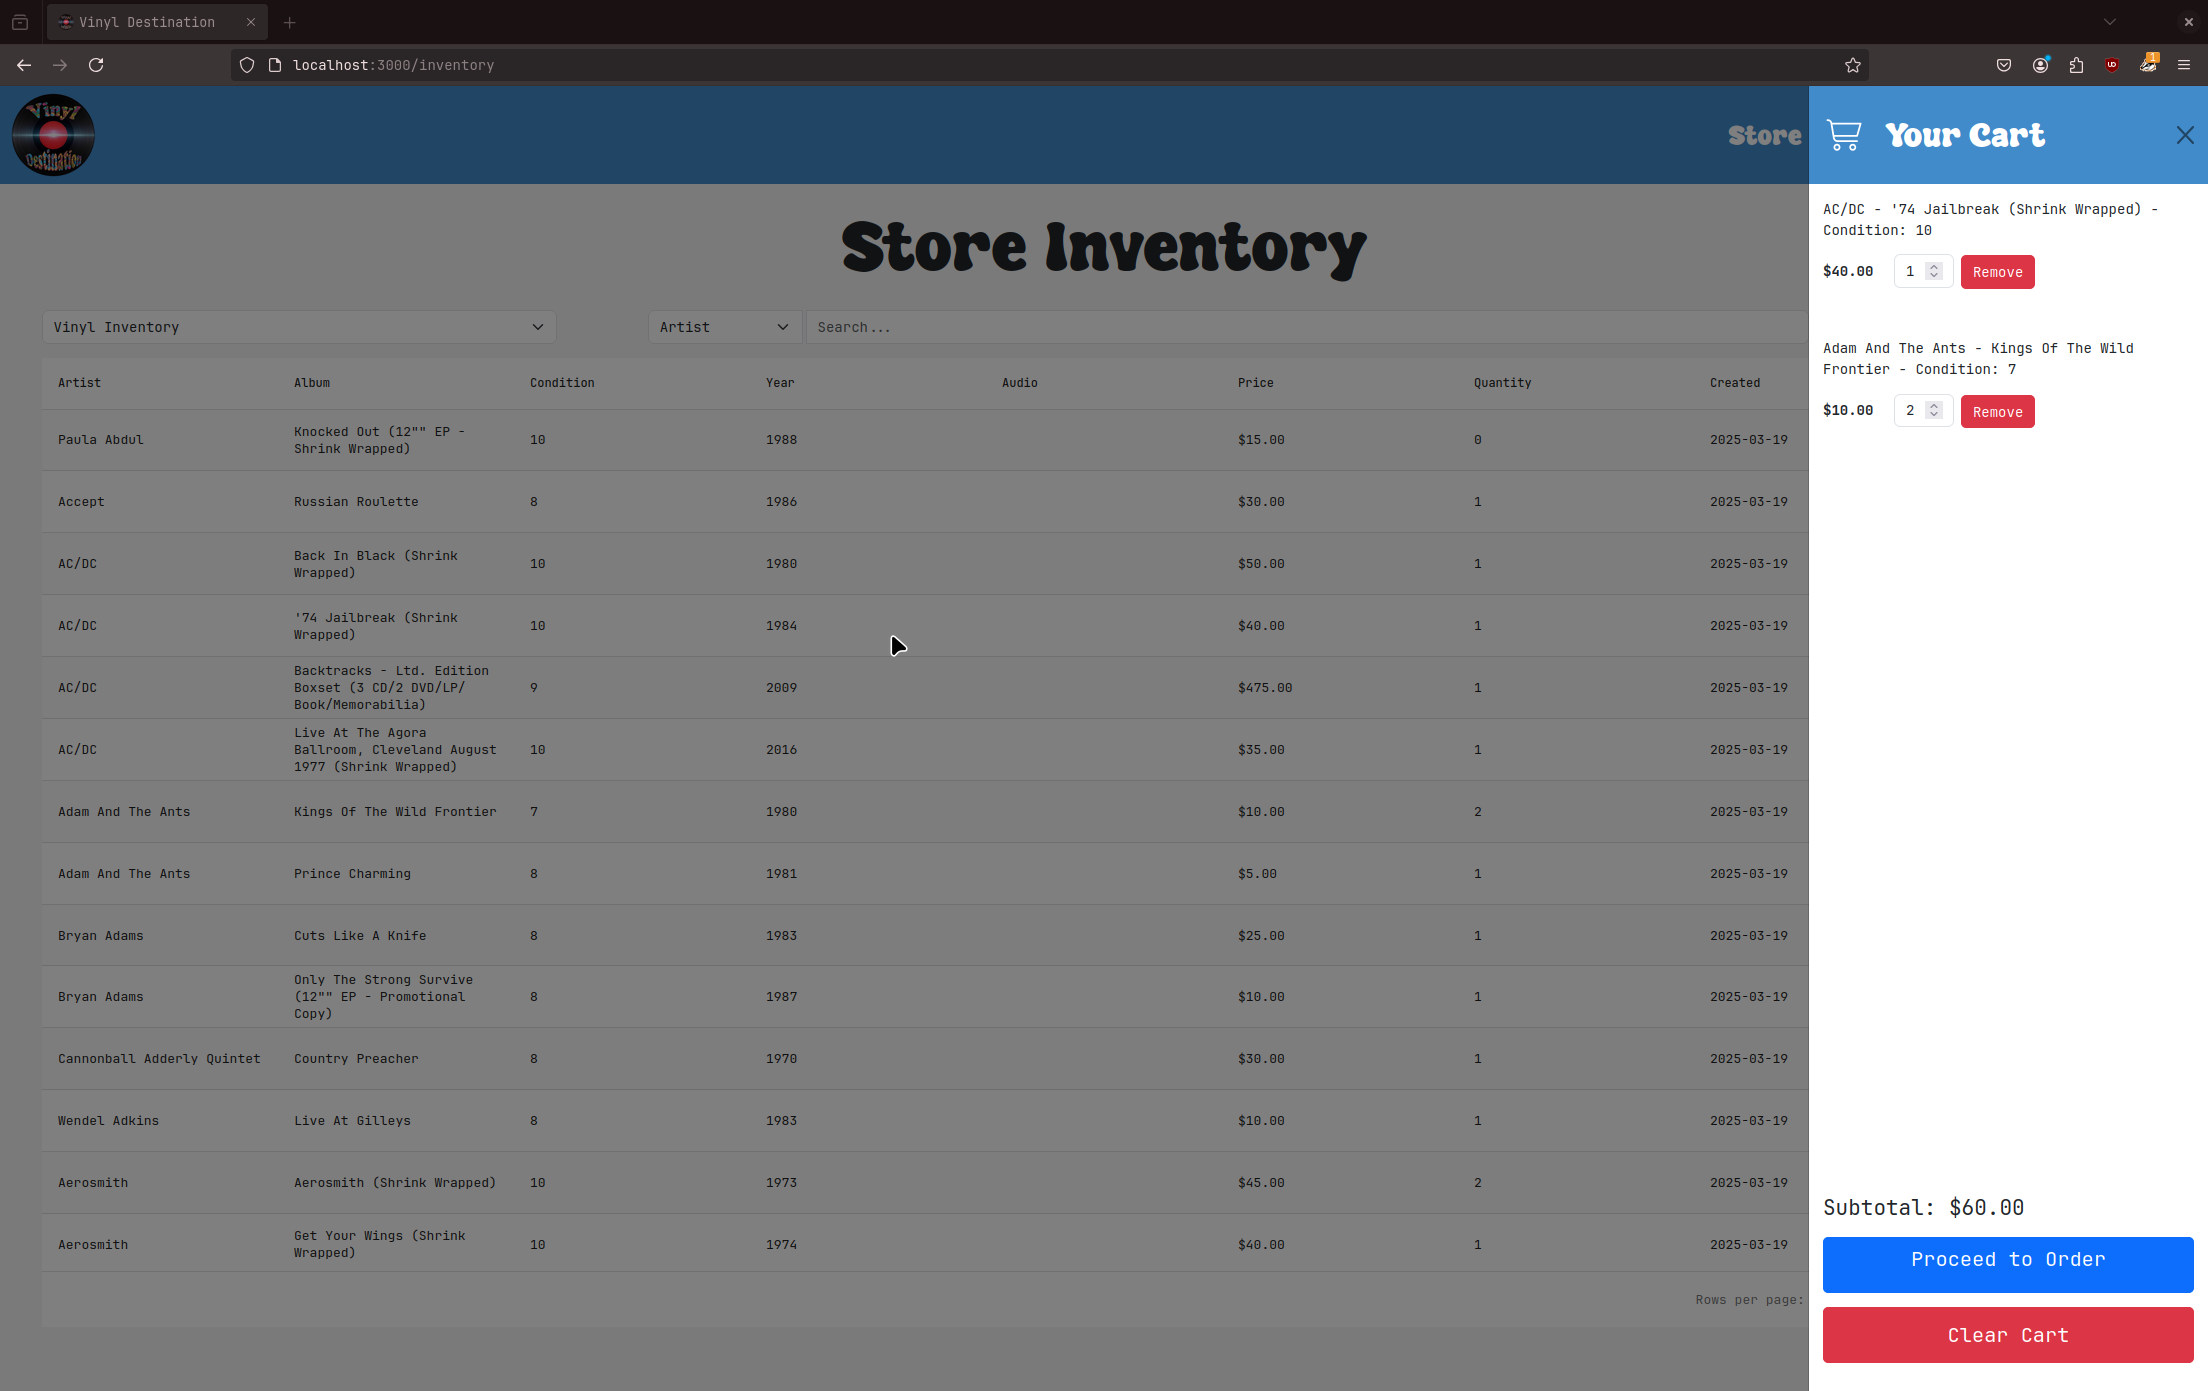 Vinyl Destination
localhost:3000/inventory
1
Vinyl
Destination
Store
Your Cart
Store Inventory
Vinyl Inventory
Artist
Search...
Artist Album Condition Year Audio Price Quantity Created
Paula Abdul Knocked Out (12"" EP - Shrink Wrapped) 10 1988 $15.00 0 2025-03-19
Accept Russian Roulette 8 1986 $30.00 1 2025-03-19
AC/DC Back In Black (Shrink Wrapped) 10 1980 $50.00 1 2025-03-19
AC/DC '74 Jailbreak (Shrink Wrapped) 10 1984 $40.00 1 2025-03-19
AC/DC Backtracks - Ltd. Edition Boxset (3 CD/2 DVD/LP/ Book/Memorabilia) 9 2009 $475.00 1 2025-03-19
AC/DC Live At The Agora Ballroom, Cleveland August 1977 (Shrink Wrapped) 10 2016 $35.00 1 2025-03-19
Adam And The Ants Kings Of The Wild Frontier 7 1980 $10.00 2 2025-03-19
Adam And The Ants Prince Charming 8 1981 $5.00 1 2025-03-19
Bryan Adams Cuts Like A Knife 8 1983 $25.00 1 2025-03-19
Bryan Adams Only The Strong Survive (12"" EP - Promotional Copy) 8 1987 $10.00 1 2025-03-19
Cannonball Adderly Quintet Country Preacher 8 1970 $30.00 1 2025-03-19
Wendel Adkins Live At Gilleys 8 1983 $10.00 1 2025-03-19
Aerosmith Aerosmith (Shrink Wrapped) 10 1973 $45.00 2 2025-03-19
Aerosmith Get Your Wings (Shrink Wrapped) 10 1974 $40.00 1 2025-03-19
Rows per page:
AC/DC - '74 Jailbreak (Shrink Wrapped) -
Condition: 10
$40.00 1 Remove
Adam And The Ants - Kings Of The Wild
Frontier - Condition: 7
$10.00 2 Remove
Subtotal: $60.00
Proceed to Order
Clear Cart